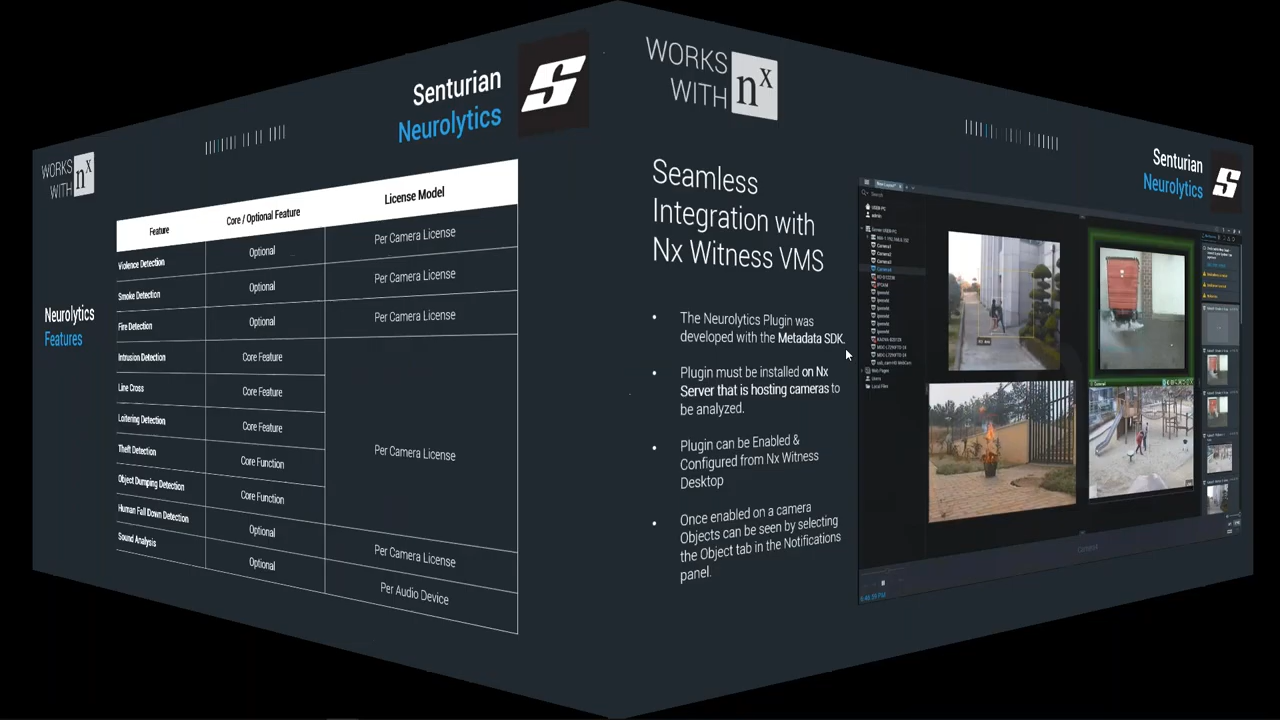 WORKS
WITH nx
Senturian
Neurolytics
Neurolytics
Features
Feature Core / Optional Feature License Model
Violence Detection Optional Per Camera License
Smoke Detection Optional Per Camera License
Fire Detection Optional Per Camera License
Intrusion Detection Core Feature
Line Cross Core Feature
Loitering Detection Core Feature
Per Camera License
Theft Detection Core Function
Object Dumping Detection Core Function
Human Fall Down Detection Optional Per Camera License
Sound Analysis Optional Per Audio Device
WORKS
WITH nx
Senturian
Neurolytics
Seamless
Integration with
Nx Witness VMS
• The Neurolytics Plugin was
developed with the Metadata SDK.
• Plugin must be installed on Nx
Server that is hosting cameras to
be analyzed.
• Plugin can be Enabled &
Configured from Nx Witness
Desktop
• Once enabled on a camera
Objects can be seen by selecting
the Object tab in the Notifications
panel.